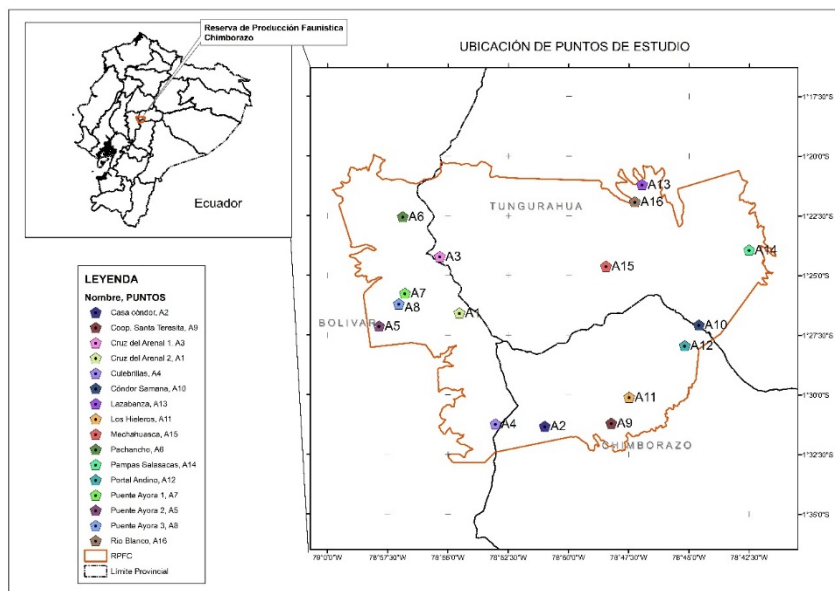 Reserva de Producción Faunística
Chimborazo
Ecuador
UBICACIÓN DE PUNTOS DE ESTUDIO
LEYENDA
Nombre, PUNTOS
Casa cóndor, A2
Coop. Santa Teresita, A9
Cruz del Arenal 1, A3
Cruz del Arenal 2, A1
Culebrillas, A4
Cóndor Samana, A10
Lazabanza, A13
Los Hieleros, A11
Mechahuasca, A15
Pachancho, A6
Pampas Salasacas, A14
Portal Andino, A12
Puente Ayora 1, A7
Puente Ayora 2, A5
Puente Ayora 3, A8
Rio Blanco, A16
RPFC
Límite Provincial
TUNGURAHUA
BOLIVAR
CHIMBORAZO
A13
A16
A6
A14
A3
A15
A7
A8
A1
A5
A10
A12
A11
A4
A2
A9
1°17'30"S
1°20'0"S
1°22'30"S
1°25'0"S
1°27'30"S
1°30'0"S
1°32'30"S
1°35'0"S
79°0'0"W
78°57'30"W
78°52'30"W
78°47'30"W
78°45'0"W
78°42'30"W